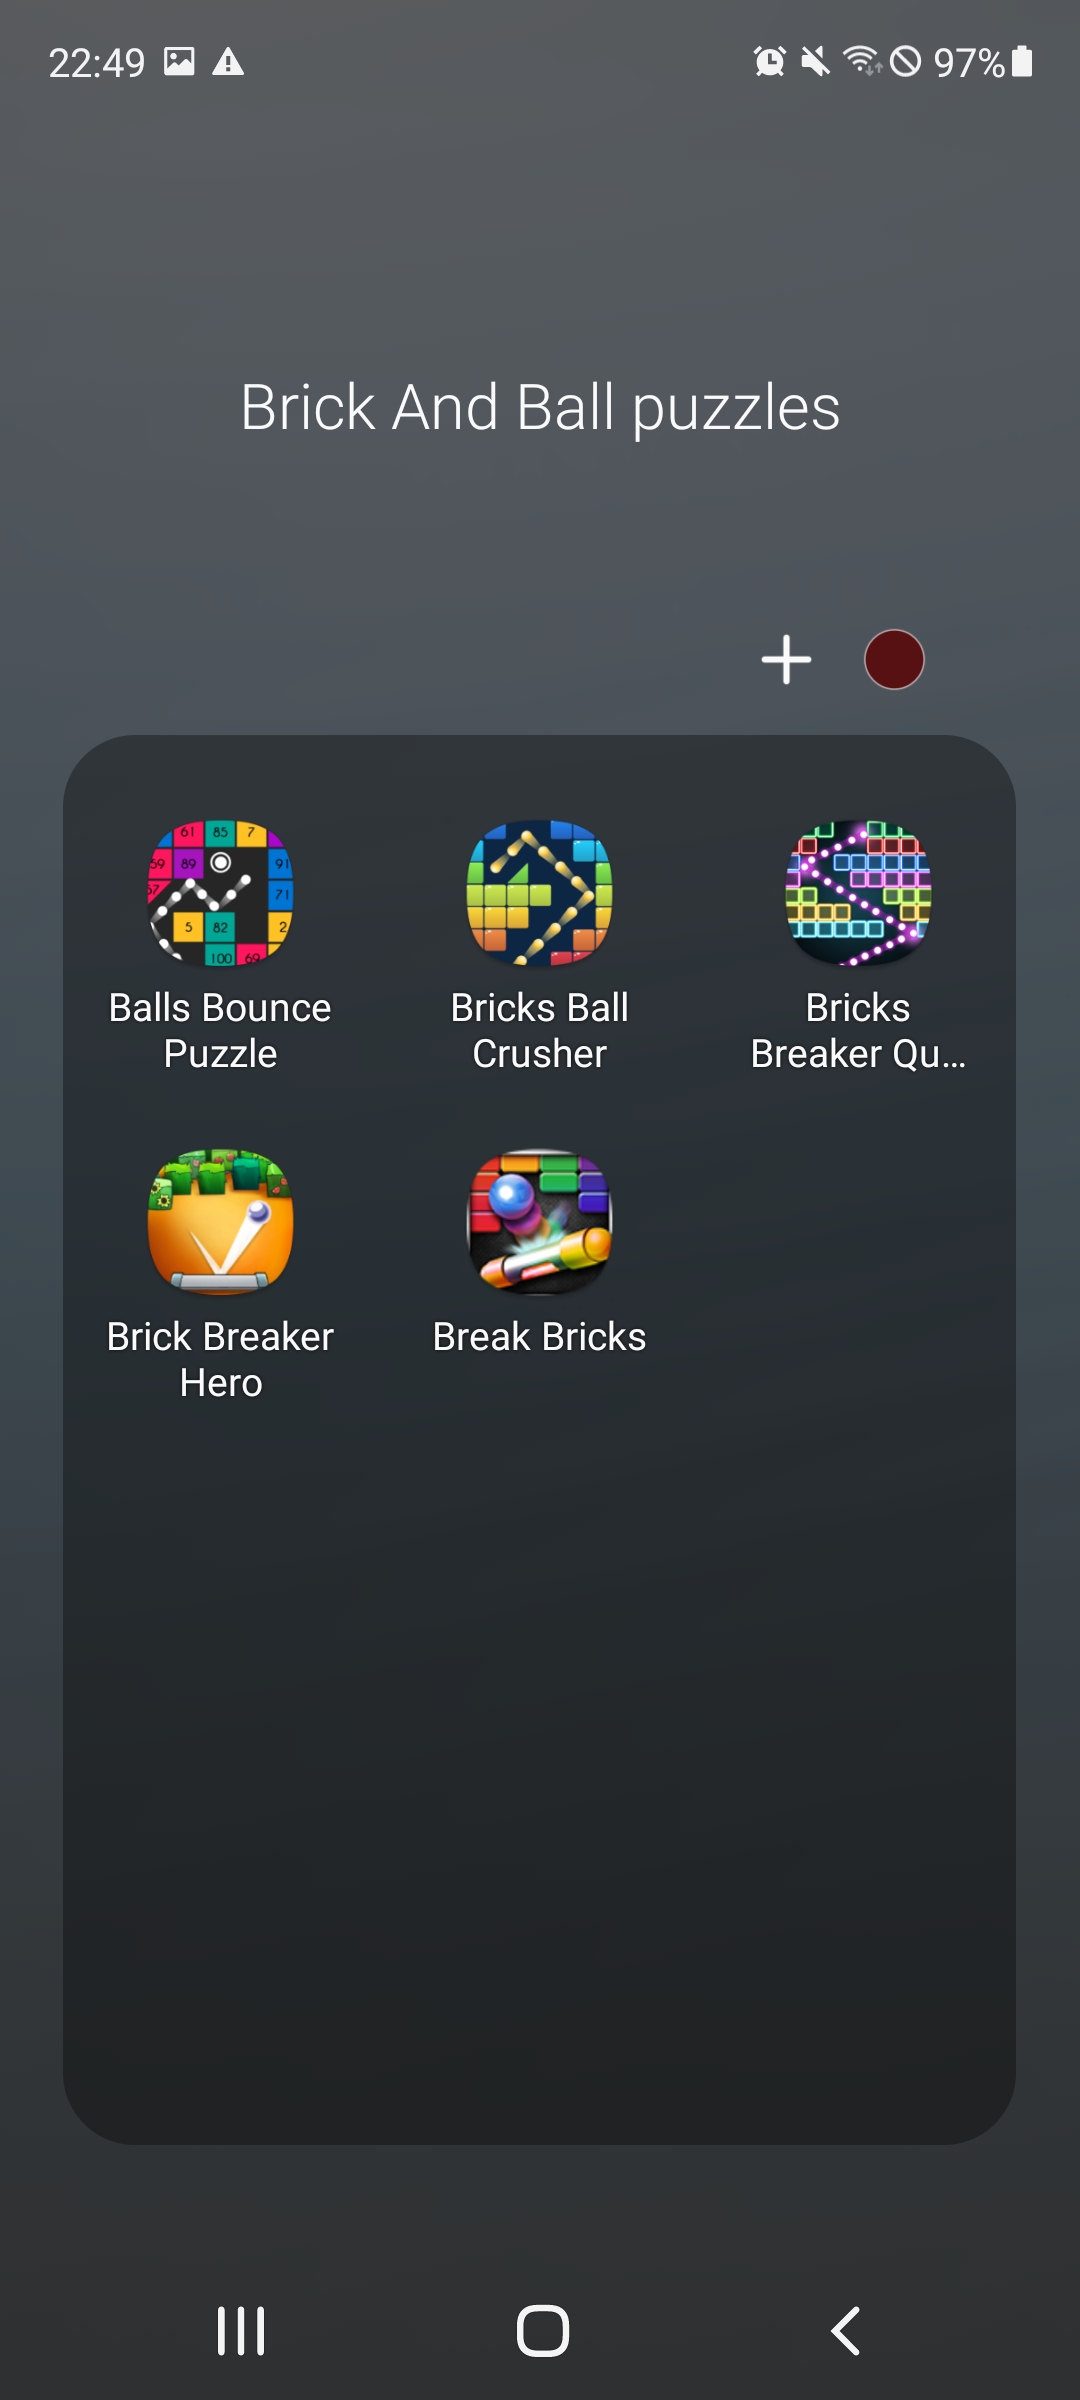 22:49 97%
Brick And Ball puzzles
61 85 7
59 89 91
67 71
5 82 2
100 69
Balls Bounce
Puzzle
Bricks Ball
Crusher
Bricks
Breaker Qu...
Brick Breaker
Hero
Break Bricks